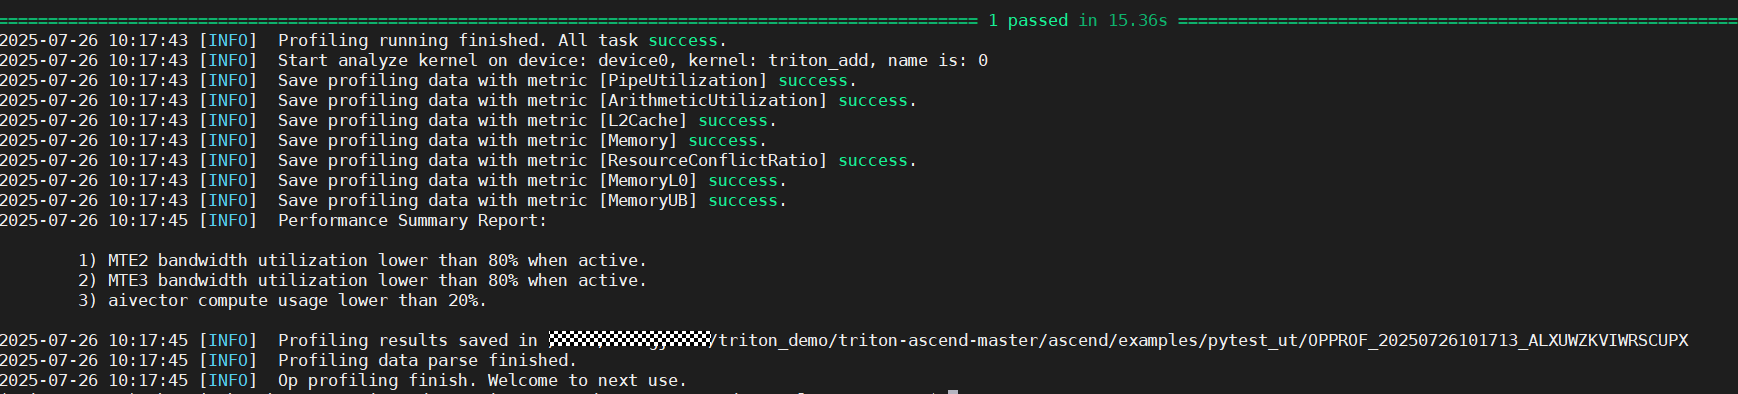 ================================================================================================== 1 passed in 15.36s ========================================================
2025-07-26 10:17:43 [INFO]  Profiling running finished. All task success.
2025-07-26 10:17:43 [INFO]  Start analyze kernel on device: device0, kernel: triton_add, name is: 0
2025-07-26 10:17:43 [INFO]  Save profiling data with metric [PipeUtilization] success.
2025-07-26 10:17:43 [INFO]  Save profiling data with metric [ArithmeticUtilization] success.
2025-07-26 10:17:43 [INFO]  Save profiling data with metric [L2Cache] success.
2025-07-26 10:17:43 [INFO]  Save profiling data with metric [Memory] success.
2025-07-26 10:17:43 [INFO]  Save profiling data with metric [ResourceConflictRatio] success.
2025-07-26 10:17:43 [INFO]  Save profiling data with metric [MemoryL0] success.
2025-07-26 10:17:43 [INFO]  Save profiling data with metric [MemoryUB] success.
2025-07-26 10:17:45 [INFO]  Performance Summary Report:
1) MTE2 bandwidth utilization lower than 80% when active.
2) MTE3 bandwidth utilization lower than 80% when active.
3) aivector compute usage lower than 20%.
2025-07-26 10:17:45 [INFO]  Profiling results saved in /triton_demo/triton-ascend-master/ascend/examples/pytest_ut/OPPROF_20250726101713_ALXUWZKVIWRSCUPX
2025-07-26 10:17:45 [INFO]  Profiling data parse finished.
2025-07-26 10:17:45 [INFO]  Op profiling finish. Welcome to next use.